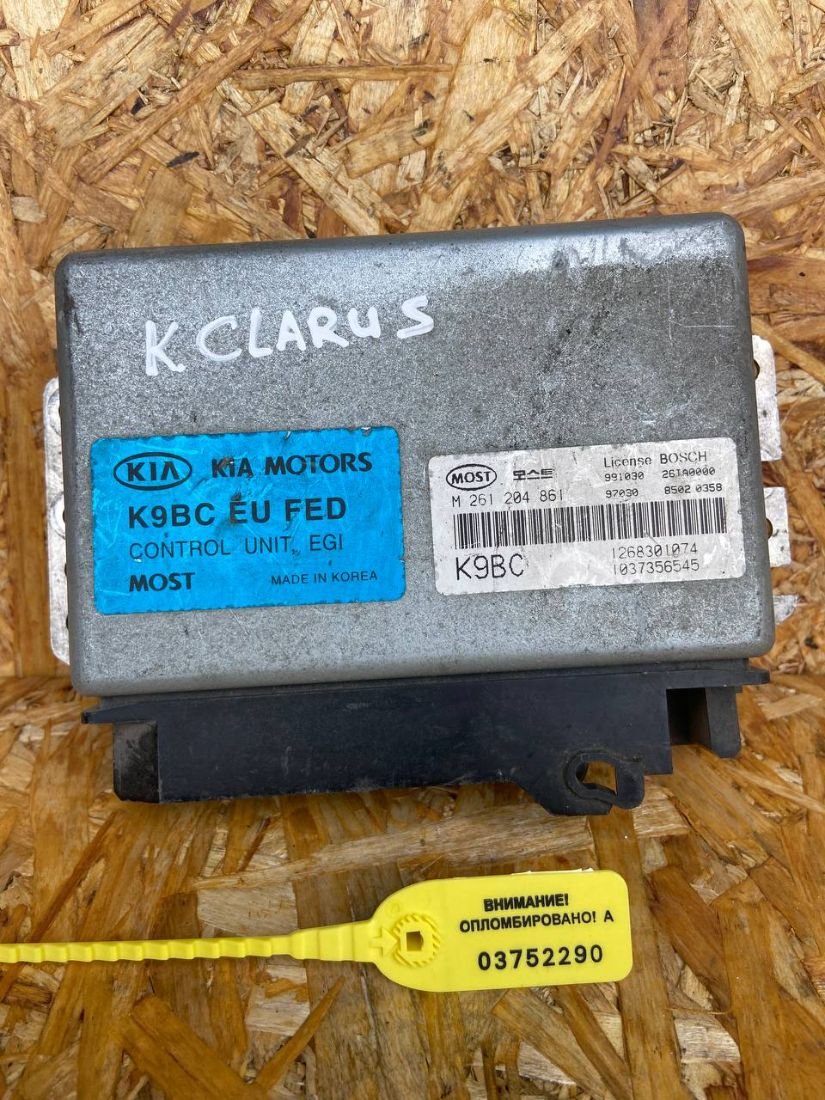 K CLARUS
KIA KIA MOTORS
K9BC EU FED
CONTROL UNIT, EGI
MOST MADE IN KOREA
MOST 모스트 License BOSCH
991030 26IA0000
M 261 204 861 97030 8502 0358
K9BC 1268301074
1037356545
ВНИМАНИЕ!
ОПЛОМБИРОВАНО! А
03752290